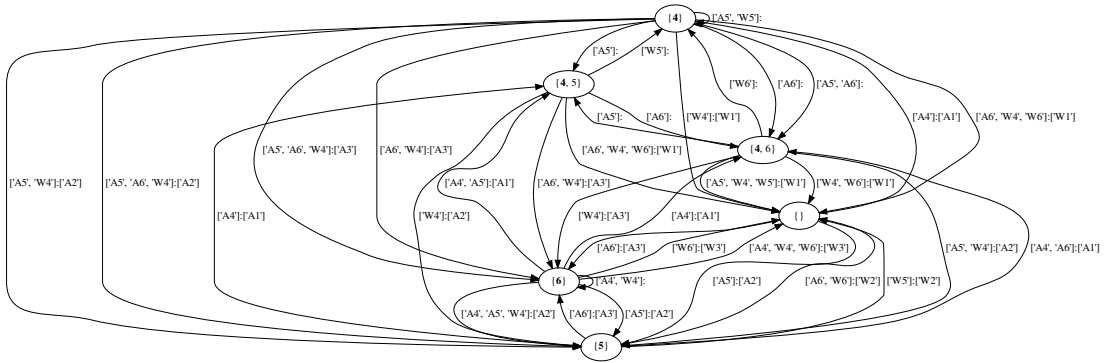 {4}
['A5', 'W5']:
['A5']:
['W5']:
['W6']:
['A6']:
['A5', 'A6']:
{4, 5}
['A5']:
['A6']:
['W4']:['W1']
['A4']:['A1']
['A6', 'W4', 'W6']:['W1']
['A5', 'A6', 'W4']:['A3']
['A6', 'W4']:['A3']
['A6', 'W4', 'W6']:['W1']
{4, 6}
['A5', 'W4']:['A2']
['A5', 'A6', 'W4']:['A2']
['A4', 'A5']:['A1']
['A6', 'W4']:['A3']
['A5', 'W4', 'W5']:['W1']
['W4', 'W6']:['W1']
['A4']:['A1']
['W4']:['A2']
['W4']:['A3']
['A4']:['A1']
{}
['A6']:['A3']
['W6']:['W3']
['A4', 'W4', 'W6']:['W3']
['A5', 'W4']:['A2']
['A4', 'A6']:['A1']
{6}
['A4', 'W4']:
['A5']:['A2']
['A6', 'W6']:['W2']
['W5']:['W2']
['A4', 'A5', 'W4']:['A2']
['A6']:['A3']
['A5']:['A2']
{5}